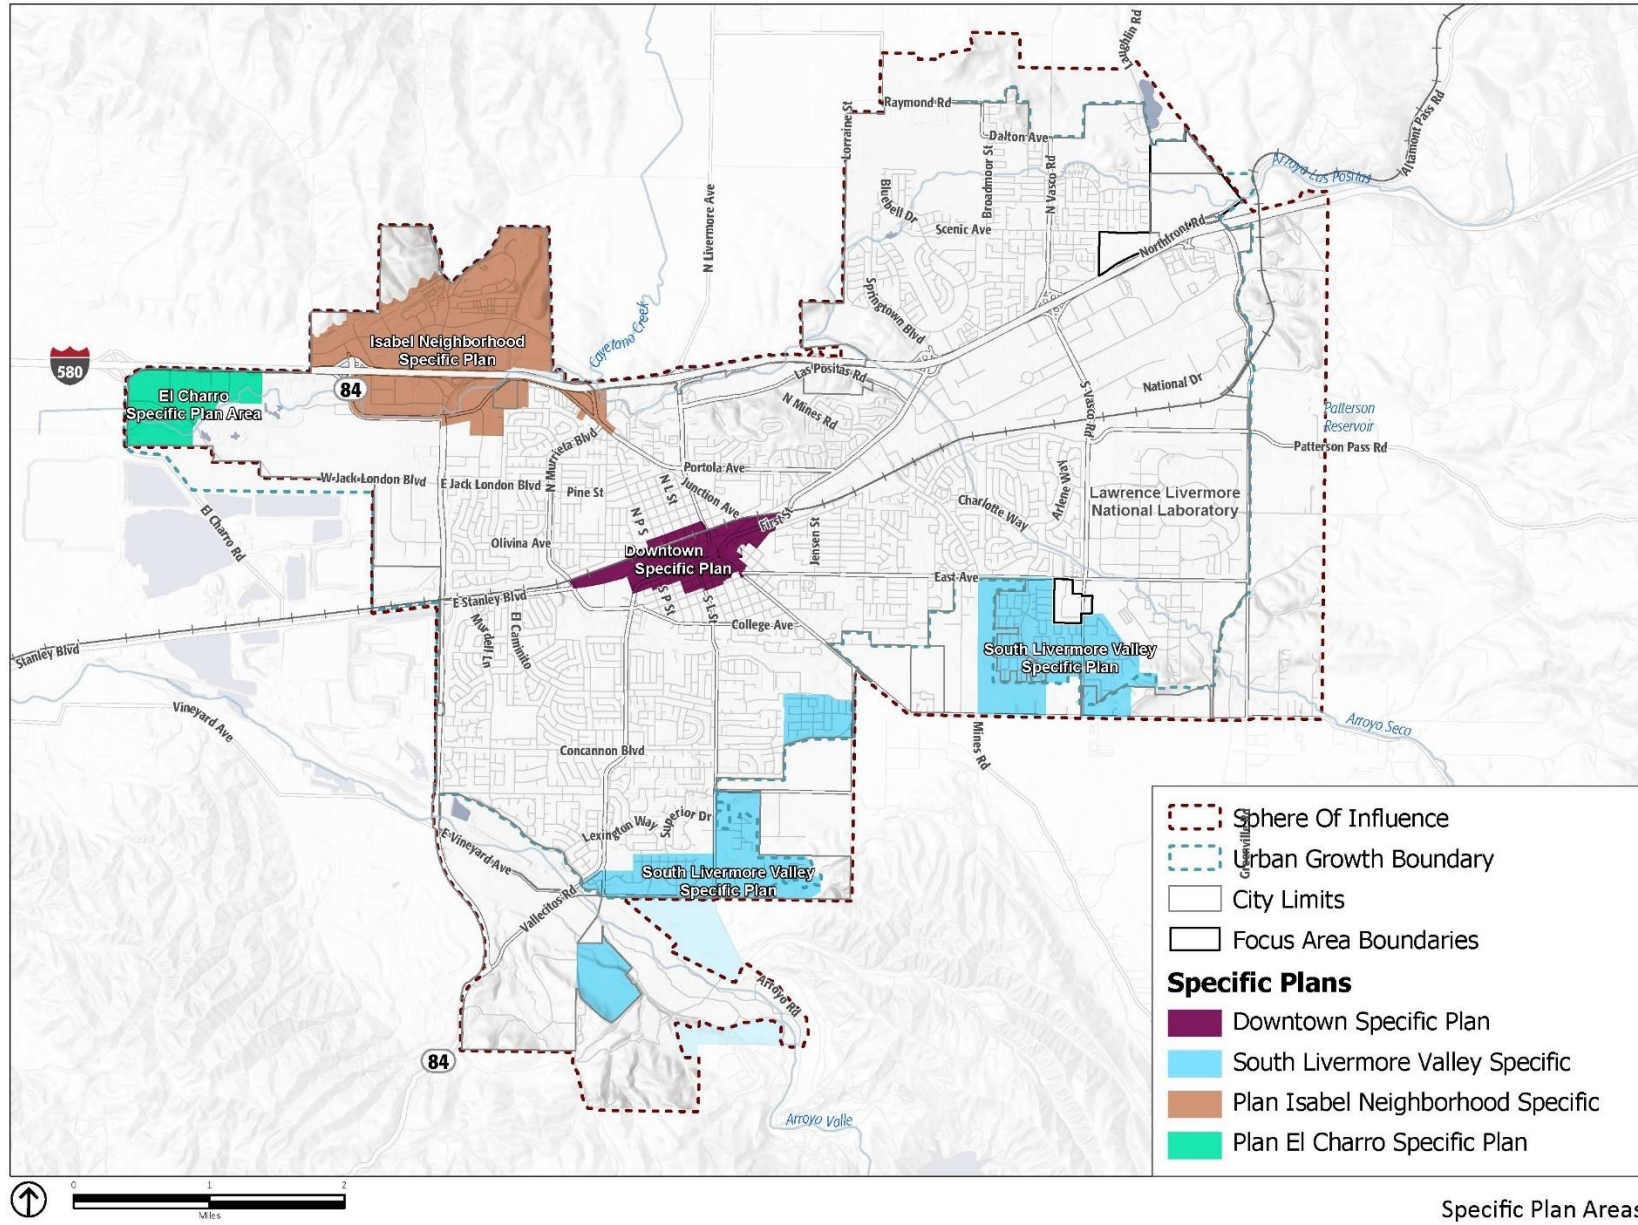 Laughlin Rd
Altamont Pass Rd
Raymond Rd
Lorraine St
Dalton Ave
Broadmoor St
N Vasco Rd
Arroyo Las Positas
Bluebell Dr
Scenic Ave
Northfront Rd
N Livermore Ave
Springtown Blvd
Cayetano Creek
Isabel Neighborhood
Specific Plan
580
84
El Charro
Specific Plan Area
Las Positas Rd
N Mines Rd
National Dr
S Vasco Rd
Patterson
Reservoir
Patterson Pass Rd
N Murrieta Blvd
Portola Ave
W Jack London Blvd
E Jack London Blvd
Pine St
N L St
Junction Ave
N P S
First St
Charlotte Way
Arlene Way
Lawrence Livermore
National Laboratory
El Charro Rd
Olivina Ave
Downtown
Specific Plan
Jensen St
East Ave
E Stanley Blvd
S P St
S L St
College Ave
Murdell Ln
El Caminito
Stanley Blvd
South Livermore Valley
Specific Plan
Vineyard Ave
Concannon Blvd
Mines Rd
Arroyo Seco
Lexington Way
Superior Dr
E Vineyard Ave
South Livermore Valley
Specific Plan
Vallecitos Rd
Arroyo Rd
84
Arroyo Valle
Greenville Rd
Sphere Of Influence
Urban Growth Boundary
City Limits
Focus Area Boundaries
Specific Plans
Downtown Specific Plan
South Livermore Valley Specific
Plan Isabel Neighborhood Specific
Plan El Charro Specific Plan
0 1 2
Miles
Specific Plan Areas